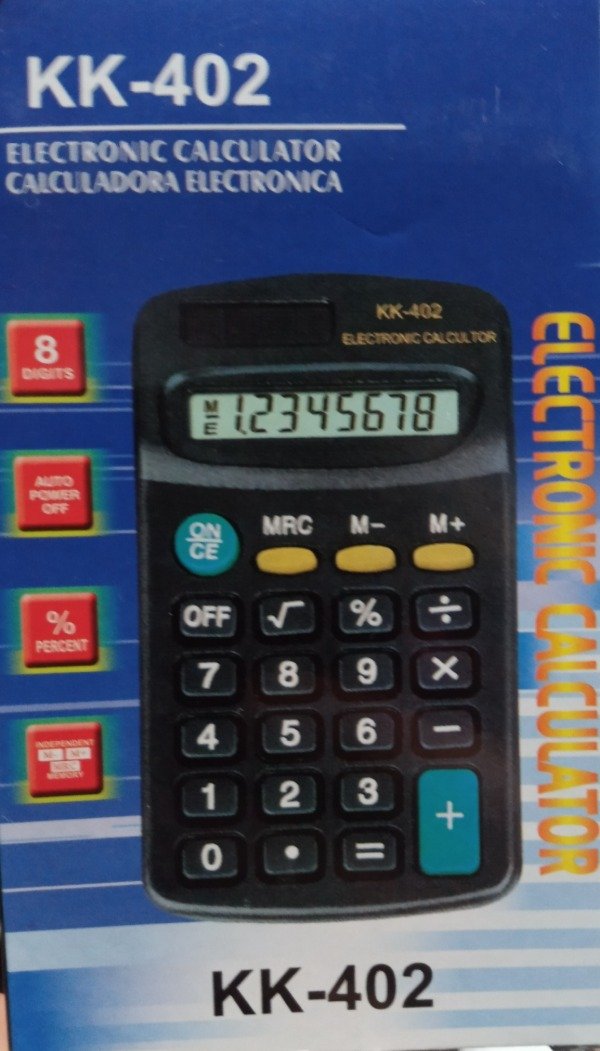 KK-402
ELECTRONIC CALCULATOR
CALCULADORA ELECTRONICA
KK-402
ELECTRONIC CALCULTOR
8
DIGITS
M
E
1,2345678
AUTO
POWER
OFF
ON
CE
MRC M− M+
OFF √ % ÷
7 8 9 ×
%
PERCENT
4 5 6 −
INDEPENDENT
M− M+
MRC
MEMORY
1 2 3 +
0 • =
ELECTRONIC CALCULATOR
KK-402